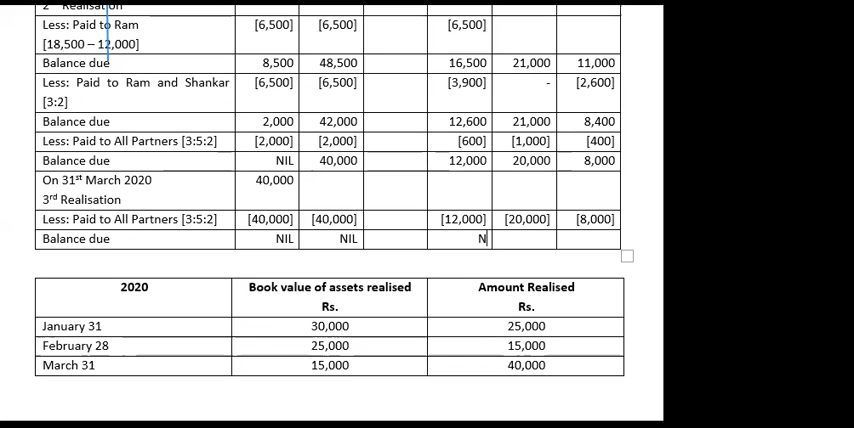 2nd Realisation
Less: Paid to Ram [6,500] [6,500] [6,500]
[18,500 – 12,000]
Balance due 8,500 48,500 16,500 21,000 11,000
Less: Paid to Ram and Shankar [6,500] [6,500] [3,900] - [2,600]
[3:2]
Balance due 2,000 42,000 12,600 21,000 8,400
Less: Paid to All Partners [3:5:2] [2,000] [2,000] [600] [1,000] [400]
Balance due NIL 40,000 12,000 20,000 8,000
On 31st March 2020 40,000
3rd Realisation
Less: Paid to All Partners [3:5:2] [40,000] [40,000] [12,000] [20,000] [8,000]
Balance due NIL NIL N
2020 Book value of assets realised Amount Realised
Rs. Rs.
January 31 30,000 25,000
February 28 25,000 15,000
March 31 15,000 40,000